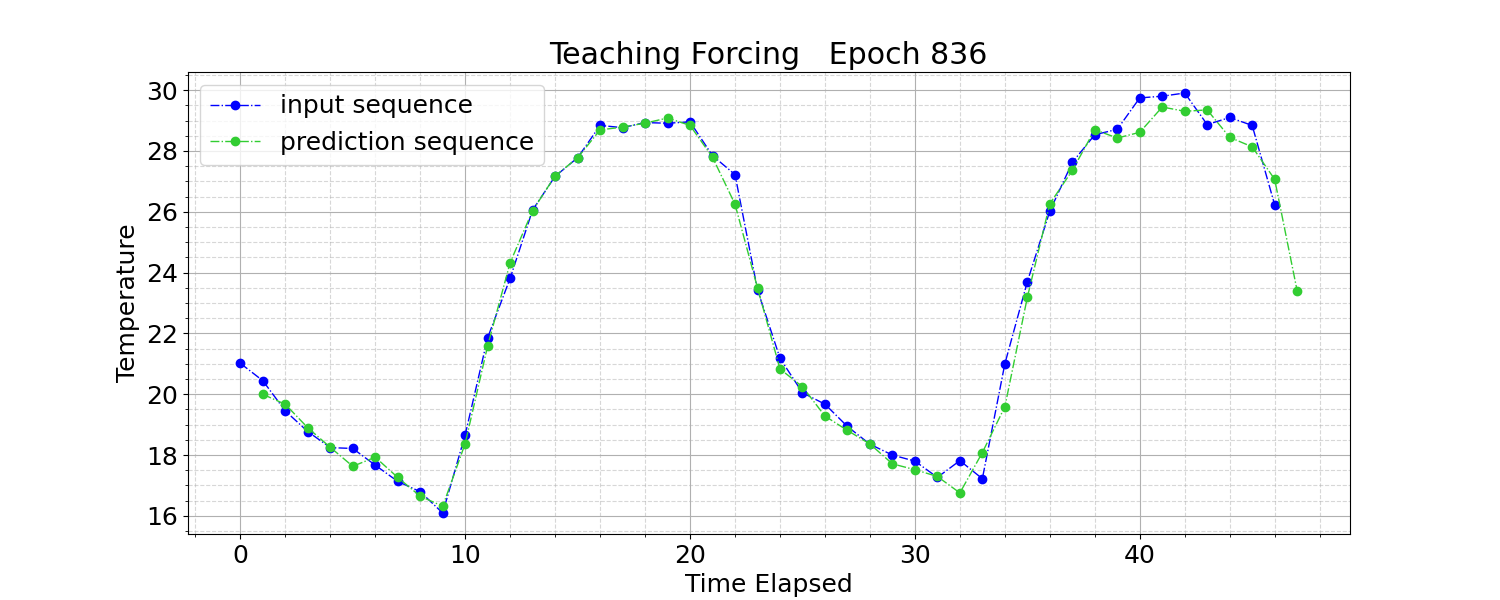 Teaching Forcing   Epoch 836
input sequence
prediction sequence
30
28
26
24
22
20
18
16
Temperature
0 10 20 30 40
Time Elapsed